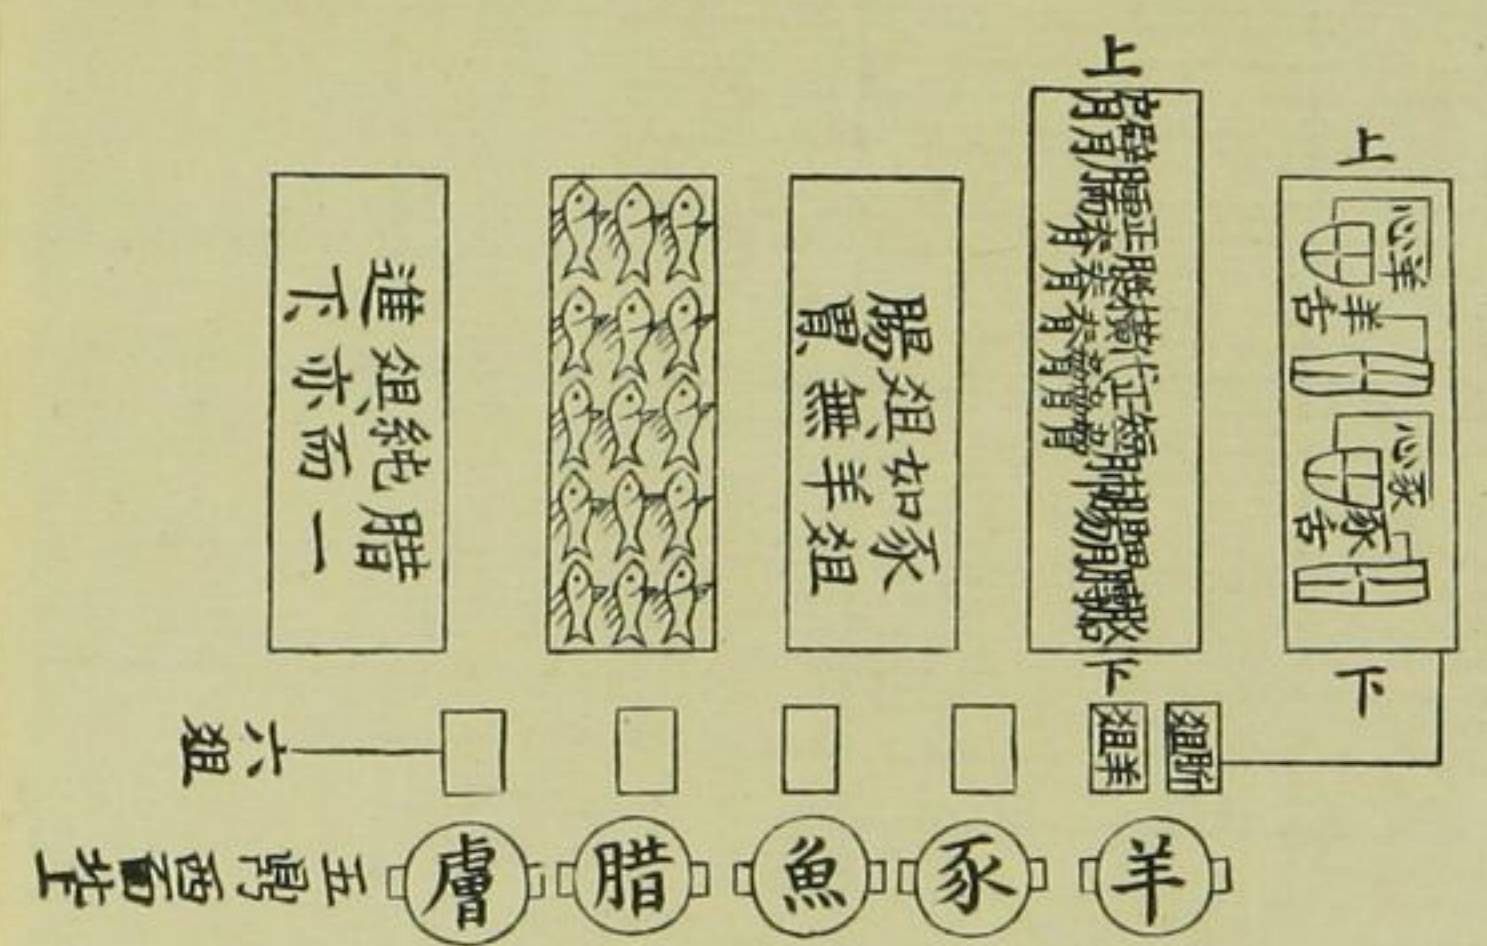 上
羊心
羊舌
豕心
豕舌
下
上
下
豕俎
如羊
俎無
腸胃
腊一
純而
俎亦
進下
肵俎
羊俎
六俎
羊
豕
魚
腊
膚
五鼎西面北上